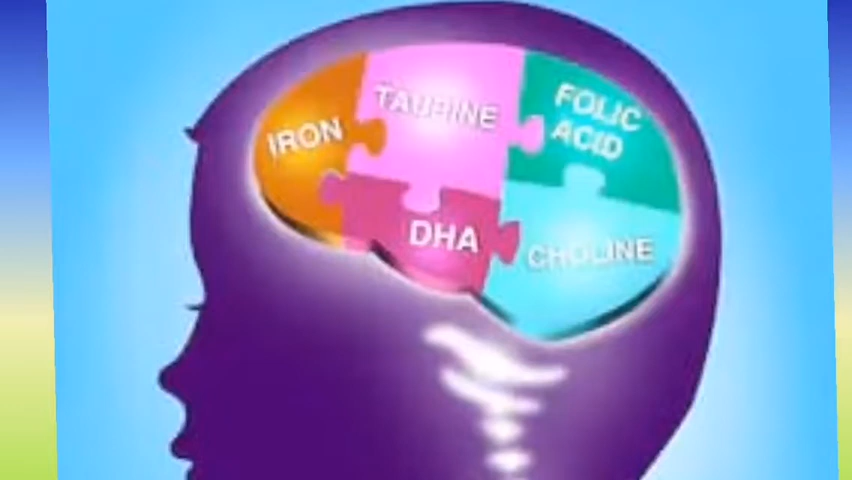 IRON
TAURINE
FOLIC
ACID
DHA
CHOLINE